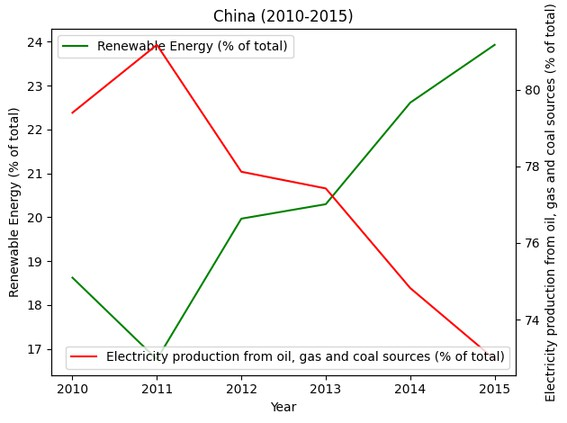 China (2010-2015)
Renewable Energy (% of total)
24
23
22
21
20
19
18
17
Renewable Energy (% of total)
80
78
76
74
Electricity production from oil, gas and coal sources (% of total)
Electricity production from oil, gas and coal sources (% of total)
2010 2011 2012 2013 2014 2015
Year